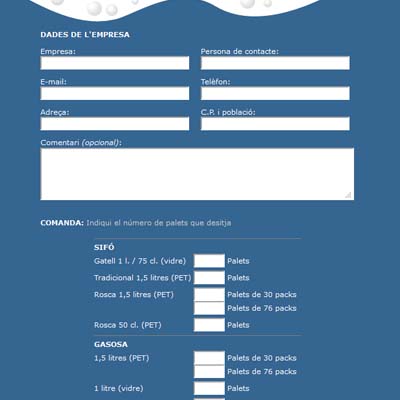 DADES DE L'EMPRESA
Empresa: Persona de contacte:
E-mail: Telèfon:
Adreça: C.P. i població:
Comentari (opcional):
COMANDA: Indiqui el número de palets que desitja
SIFÓ
Gatell 1 l. / 75 cl. (vidre) Palets
Tradicional 1,5 litres (PET) Palets
Rosca 1,5 litres (PET) Palets de 30 packs
Palets de 76 packs
Rosca 50 cl. (PET) Palets
GASOSA
1,5 litres (PET) Palets de 30 packs
Palets de 76 packs
1 litre (vidre) Palets